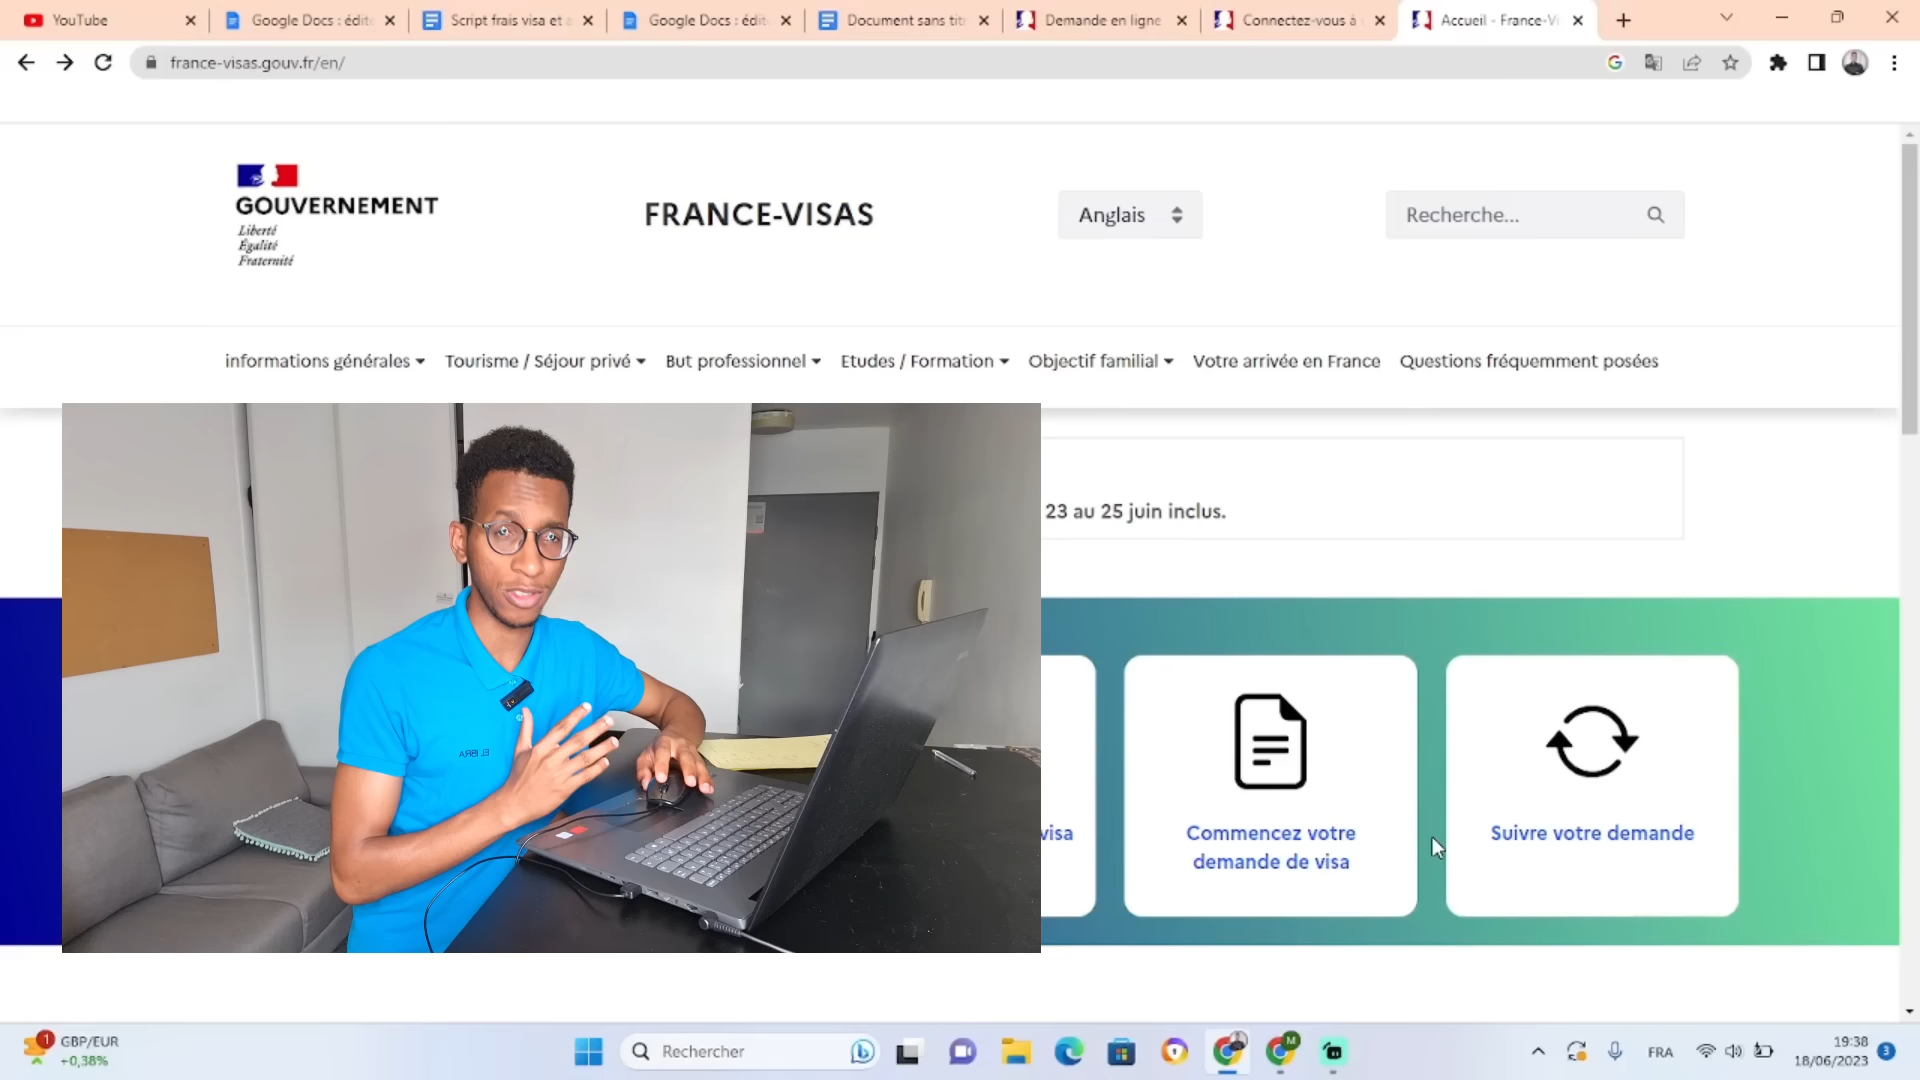 YouTube
Google Docs : édit
Script frais visa et
Google Docs : édit
Document sans tit
Demande en ligne
Connectez-vous à
Accueil - France-Vi
france-visas.gouv.fr/en/
GOUVERNEMENT
Liberté
Égalité
Fraternité
FRANCE-VISAS
Anglais
Recherche...
informations générales
Tourisme / Séjour privé
But professionnel
Etudes / Formation
Objectif familial
Votre arrivée en France
Questions fréquemment posées
23 au 25 juin inclus.
visa
Commencez votre
demande de visa
Suivre votre demande
EL IBRA
1
GBP/EUR
+0,38%
Rechercher
M
FRA
19:38
18/06/2023
3